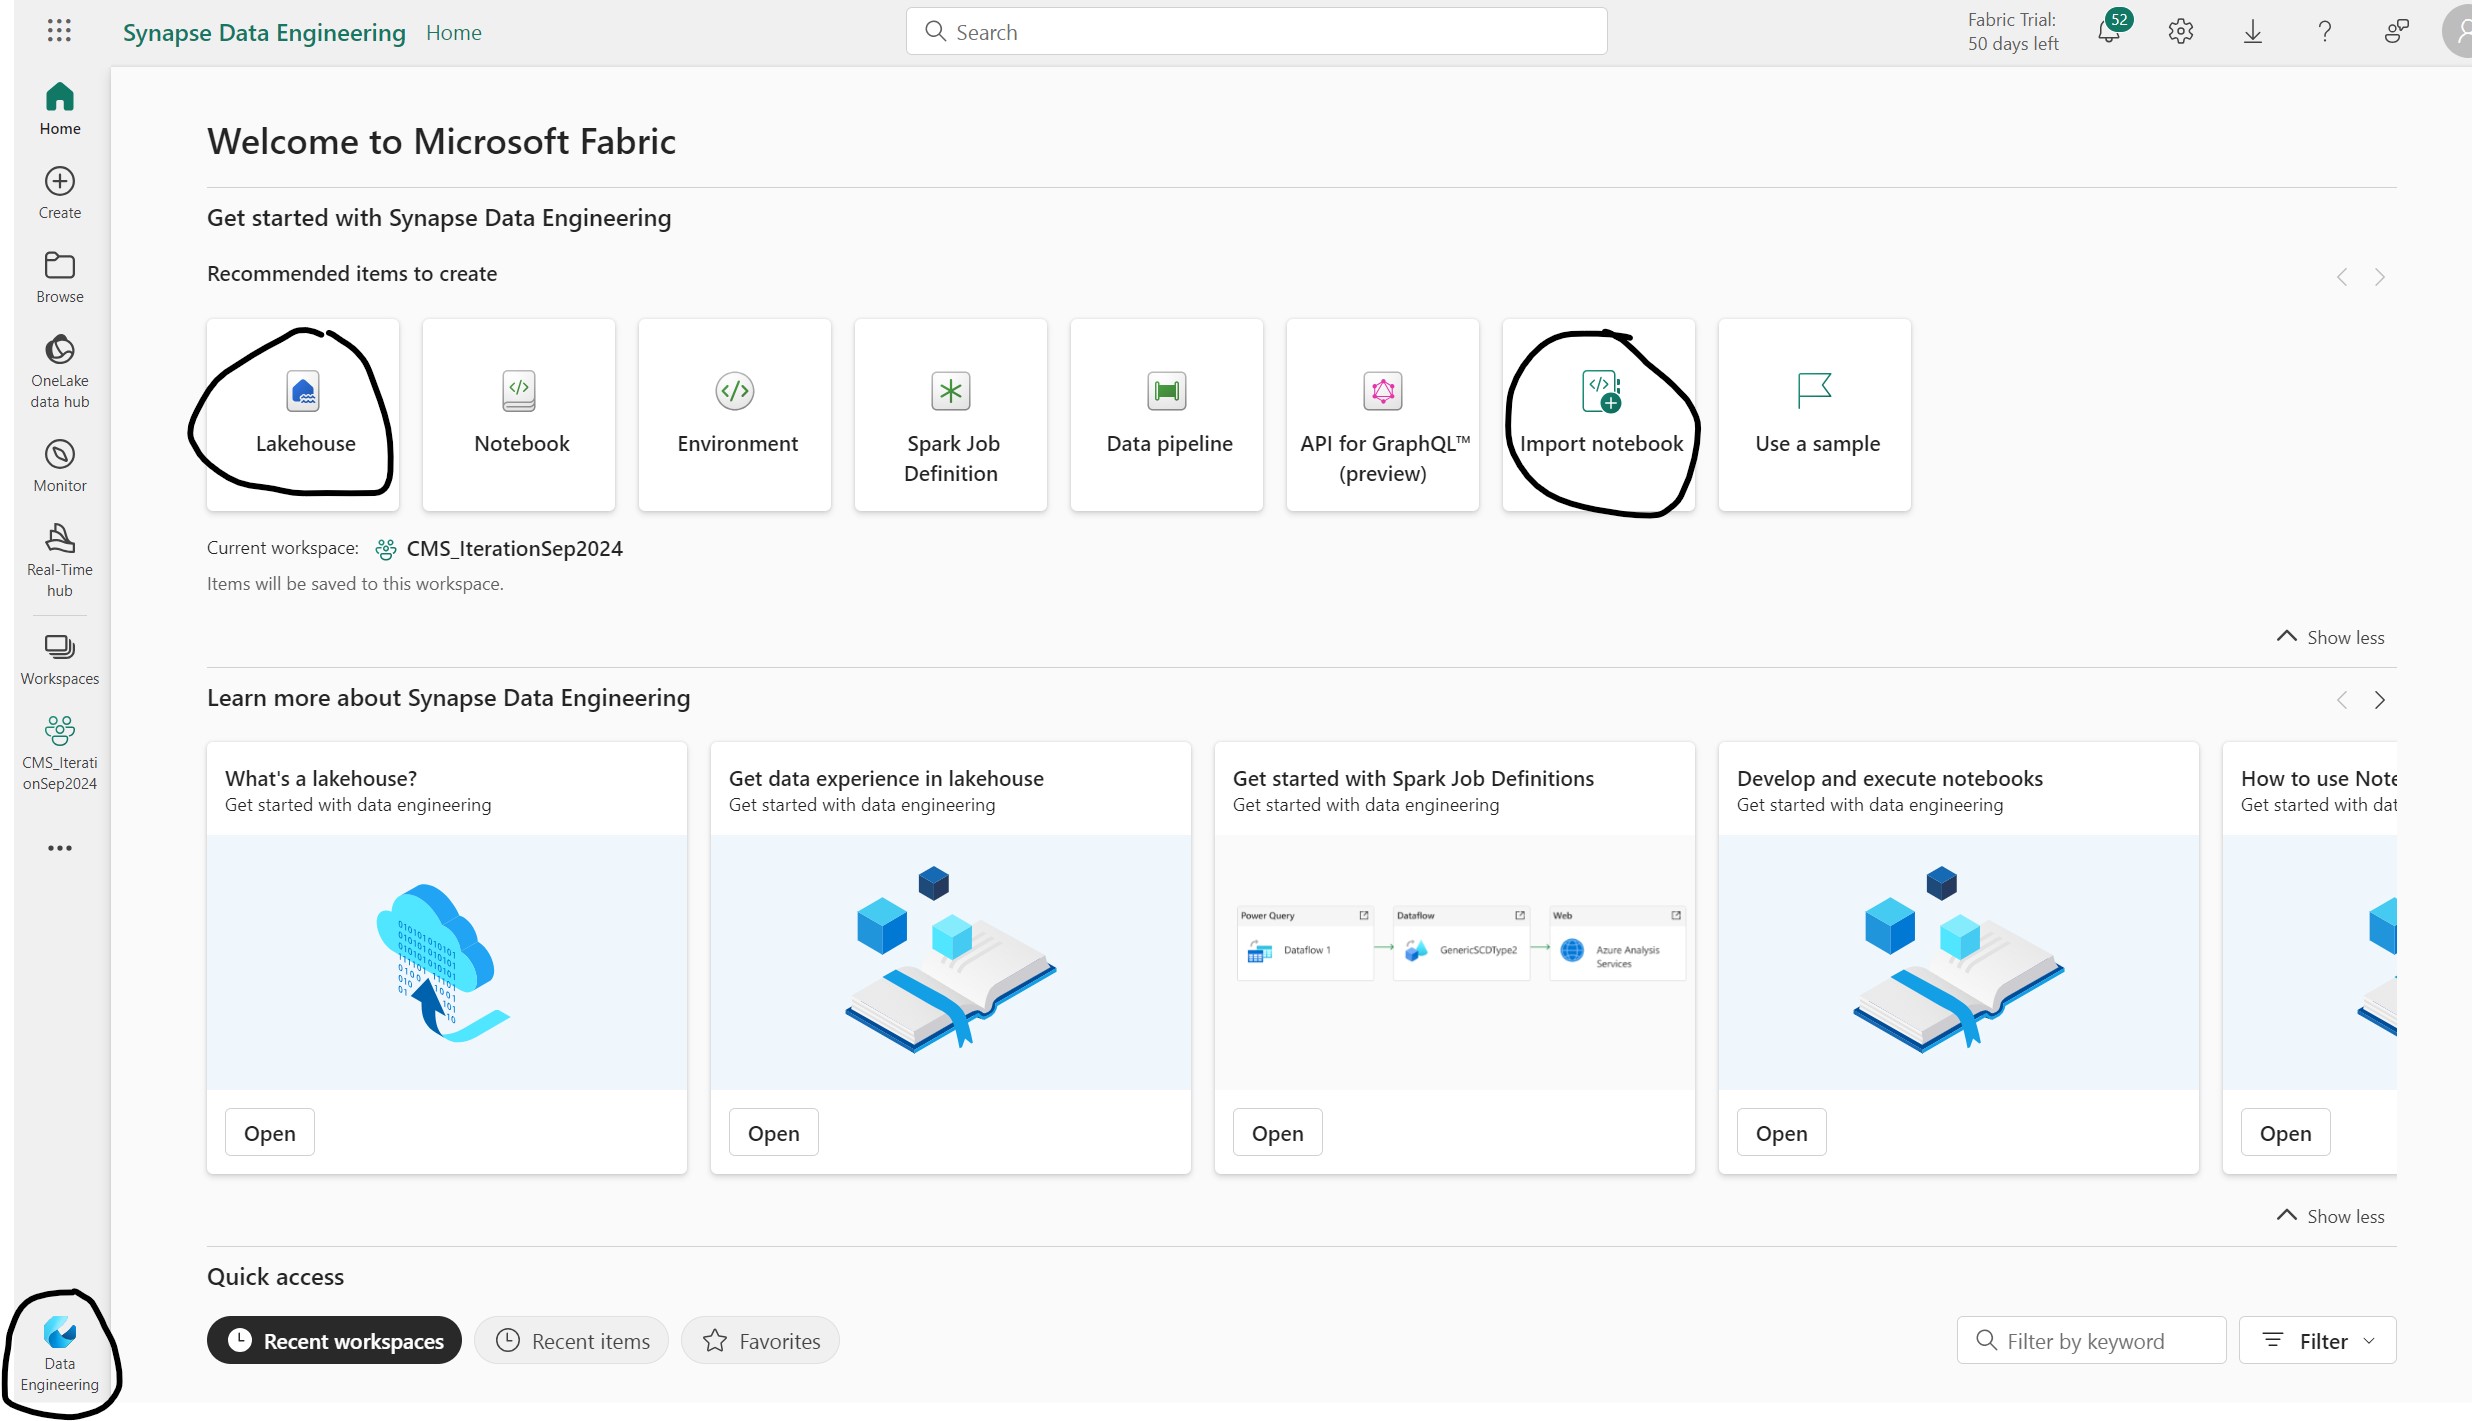 Synapse Data Engineering Home
Search
Fabric Trial:
50 days left
52
Home
Create
Browse
OneLake
data hub
Monitor
Real-Time
hub
Workspaces
CMS_Iterati
onSep2024
Data
Engineering
Welcome to Microsoft Fabric
Get started with Synapse Data Engineering
Recommended items to create
Lakehouse
Notebook
Environment
Spark Job
Definition
Data pipeline
API for GraphQL™
(preview)
Import notebook
Use a sample
Current workspace: CMS_IterationSep2024
Items will be saved to this workspace.
Show less
Learn more about Synapse Data Engineering
What's a lakehouse?
Get started with data engineering
Open
Get data experience in lakehouse
Get started with data engineering
Open
Get started with Spark Job Definitions
Get started with data engineering
Power Query
Dataflow 1
Dataflow
GenericSCDType2
Web
Azure Analysis
Services
Open
Develop and execute notebooks
Get started with data engineering
Open
How to use Note
Get started with dat
Open
Show less
Quick access
Recent workspaces
Recent items
Favorites
Filter by keyword
Filter